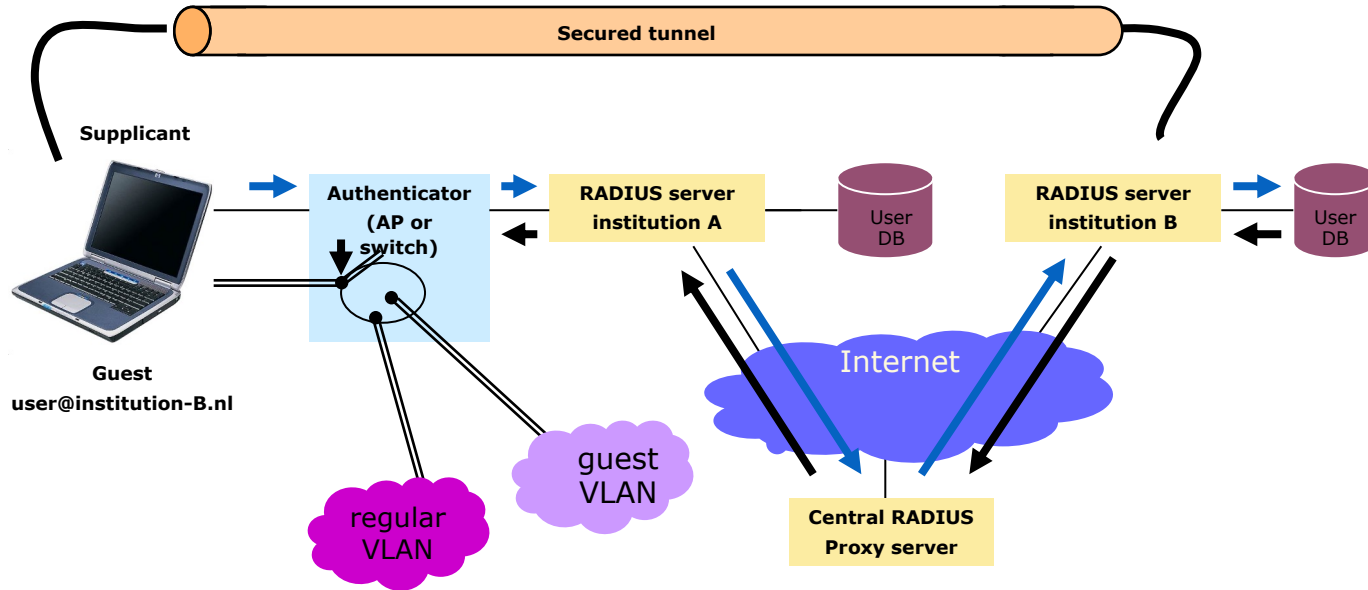 Secured tunnel
Supplicant
Authenticator
(AP or
switch)
RADIUS server
institution A
User
DB
RADIUS server
institution B
User
DB
Internet
Guest
user@institution-B.nl
guest
VLAN
regular
VLAN
Central RADIUS
Proxy server